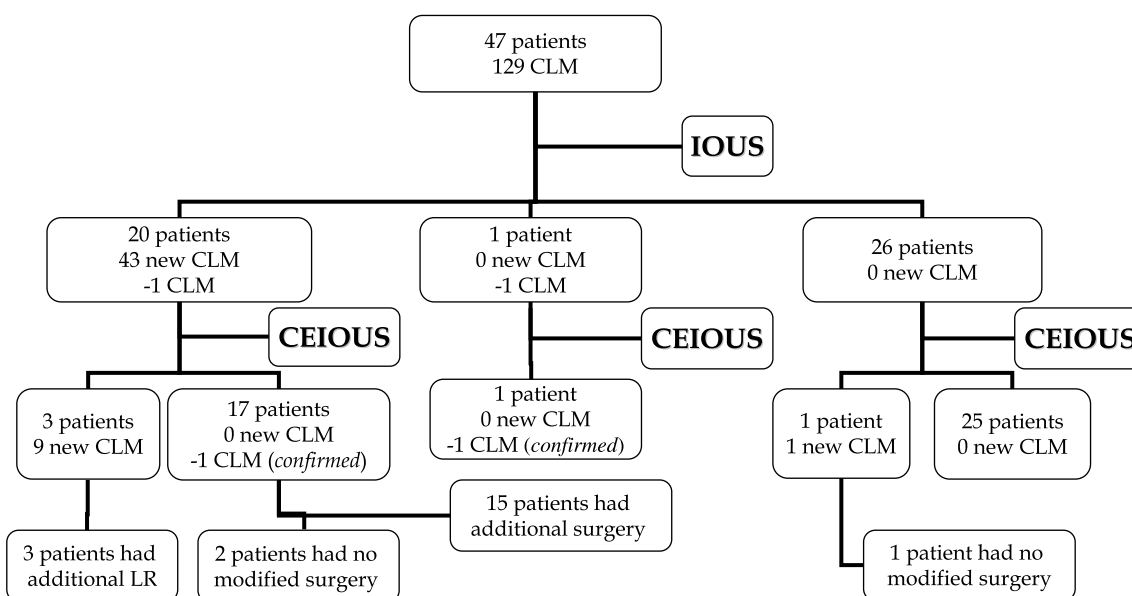 47 patients
129 CLM
IOUS
20 patients
43 new CLM
-1 CLM
1 patient
0 new CLM
-1 CLM
26 patients
0 new CLM
CEIOUS
CEIOUS
CEIOUS
3 patients
9 new CLM
17 patients
0 new CLM
-1 CLM (confirmed)
1 patient
0 new CLM
-1 CLM (confirmed)
1 patient
1 new CLM
25 patients
0 new CLM
15 patients had
additional surgery
3 patients had
additional LR
2 patients had no
modified surgery
1 patient had no
modified surgery